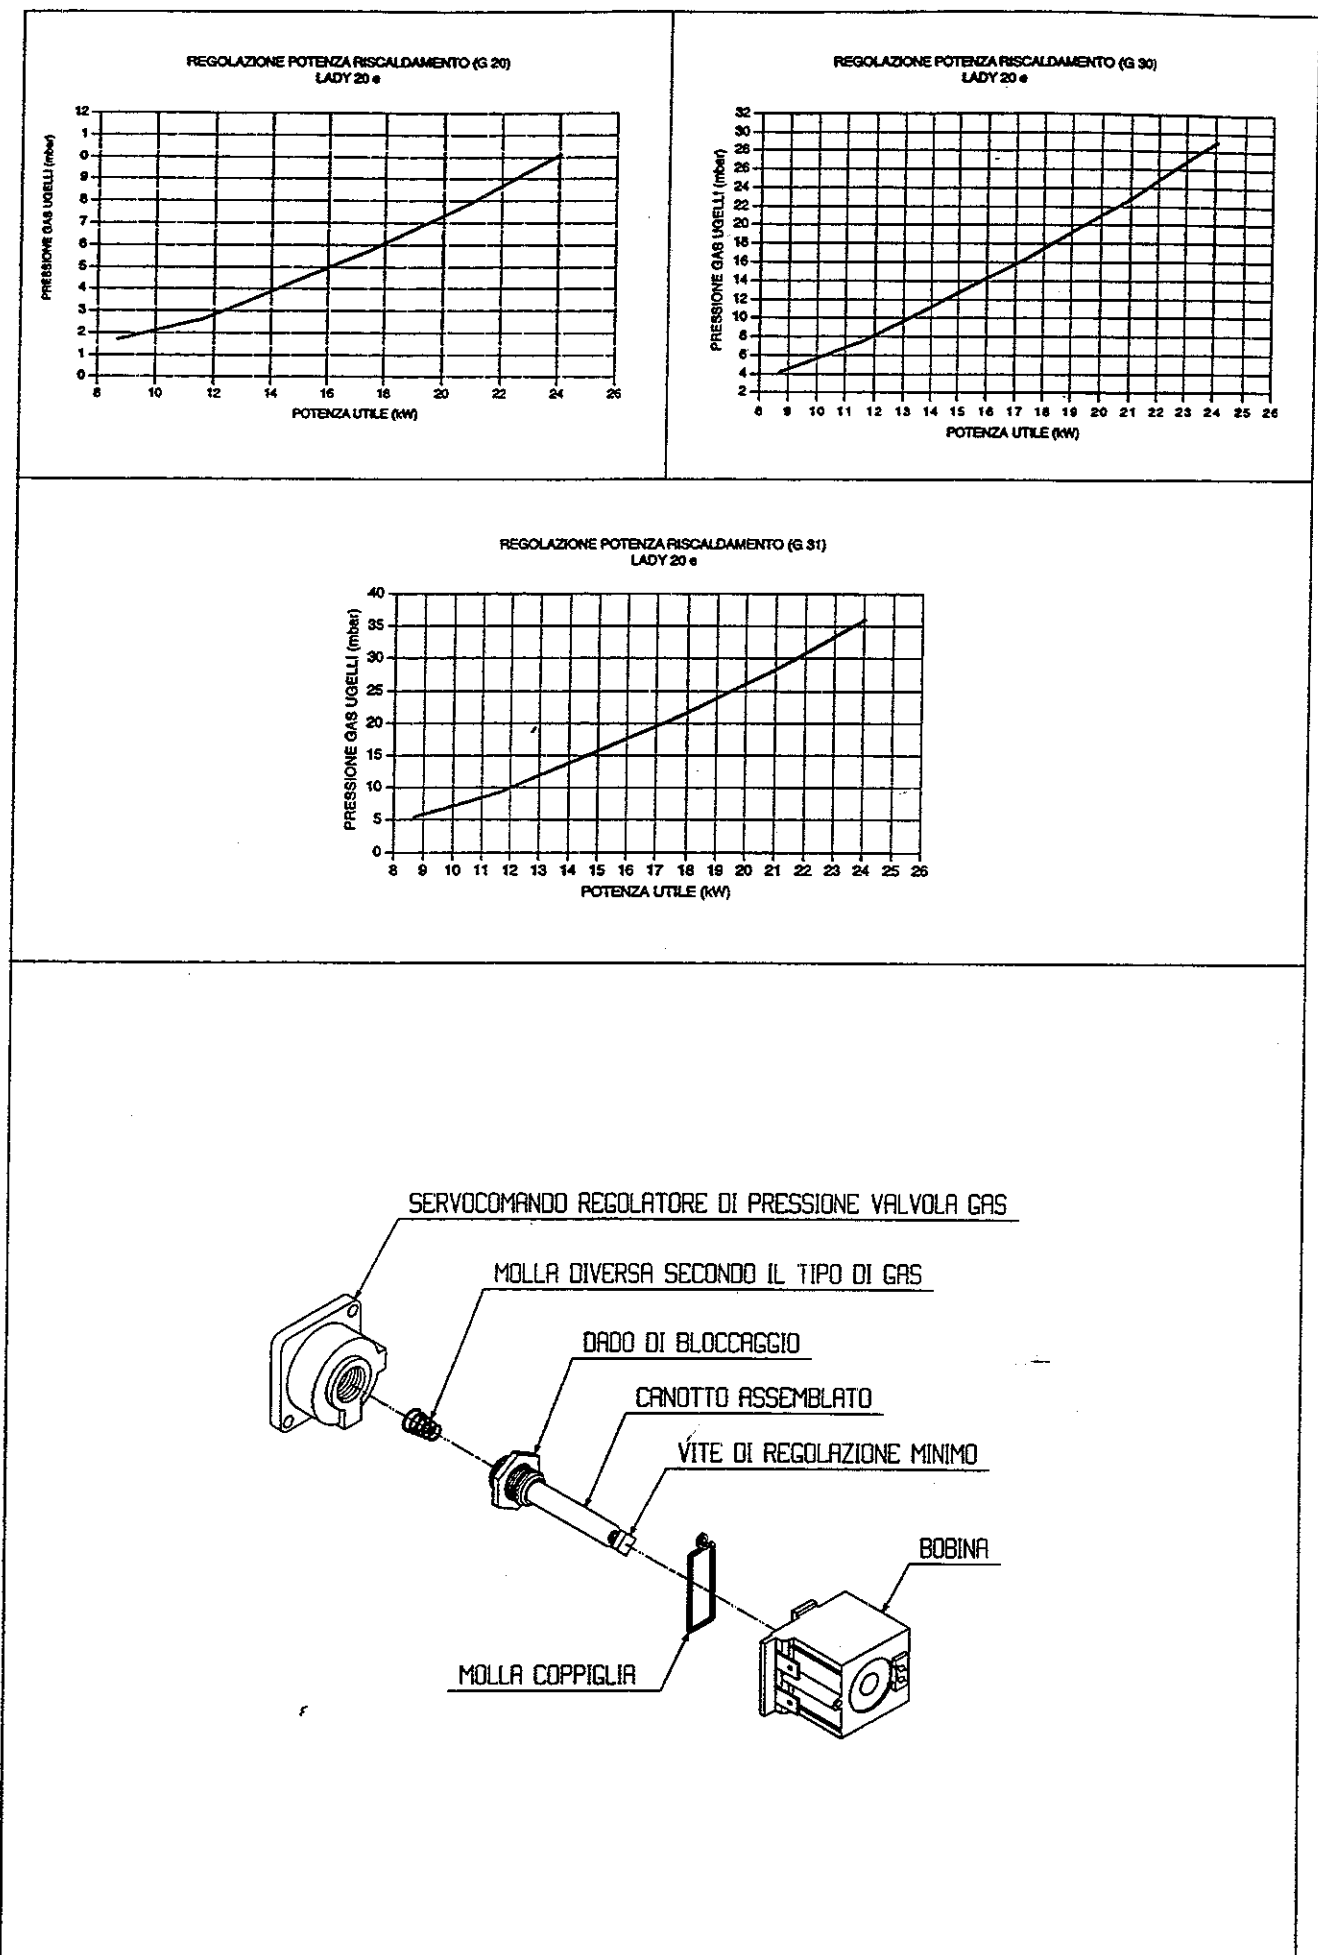 REGOLAZIONE POTENZA RISCALDAMENTO (G 20)
LADY 20 e
PRESSIONE GAS UGELLI (mbar)
12
1
0
9
8
7
6
5
4
3
2
1
0
8 10 12 14 16 18 20 22 24 26
POTENZA UTILE (kW)
REGOLAZIONE POTENZA RISCALDAMENTO (G 30)
LADY 20 e
PRESSIONE GAS UGELLI (mbar)
32
30
28
26
24
22
20
18
16
14
12
10
8
6
4
2
8 9 10 11 12 13 14 15 16 17 18 19 20 21 22 23 24 25 26
POTENZA UTILE (kW)
REGOLAZIONE POTENZA RISCALDAMENTO (G 31)
LADY 20 e
PRESSIONE GAS UGELLI (mbar)
40
35
30
25
20
15
10
5
0
8 9 10 11 12 13 14 15 16 17 18 19 20 21 22 23 24 25 26
POTENZA UTILE (kW)
SERVOCOMANDO REGOLATORE DI PRESSIONE VALVOLA GAS
MOLLA DIVERSA SECONDO IL TIPO DI GAS
DADO DI BLOCCAGGIO
CANOTTO ASSEMBLATO
VITE DI REGOLAZIONE MINIMO
BOBINA
MOLLA COPPIGLIA